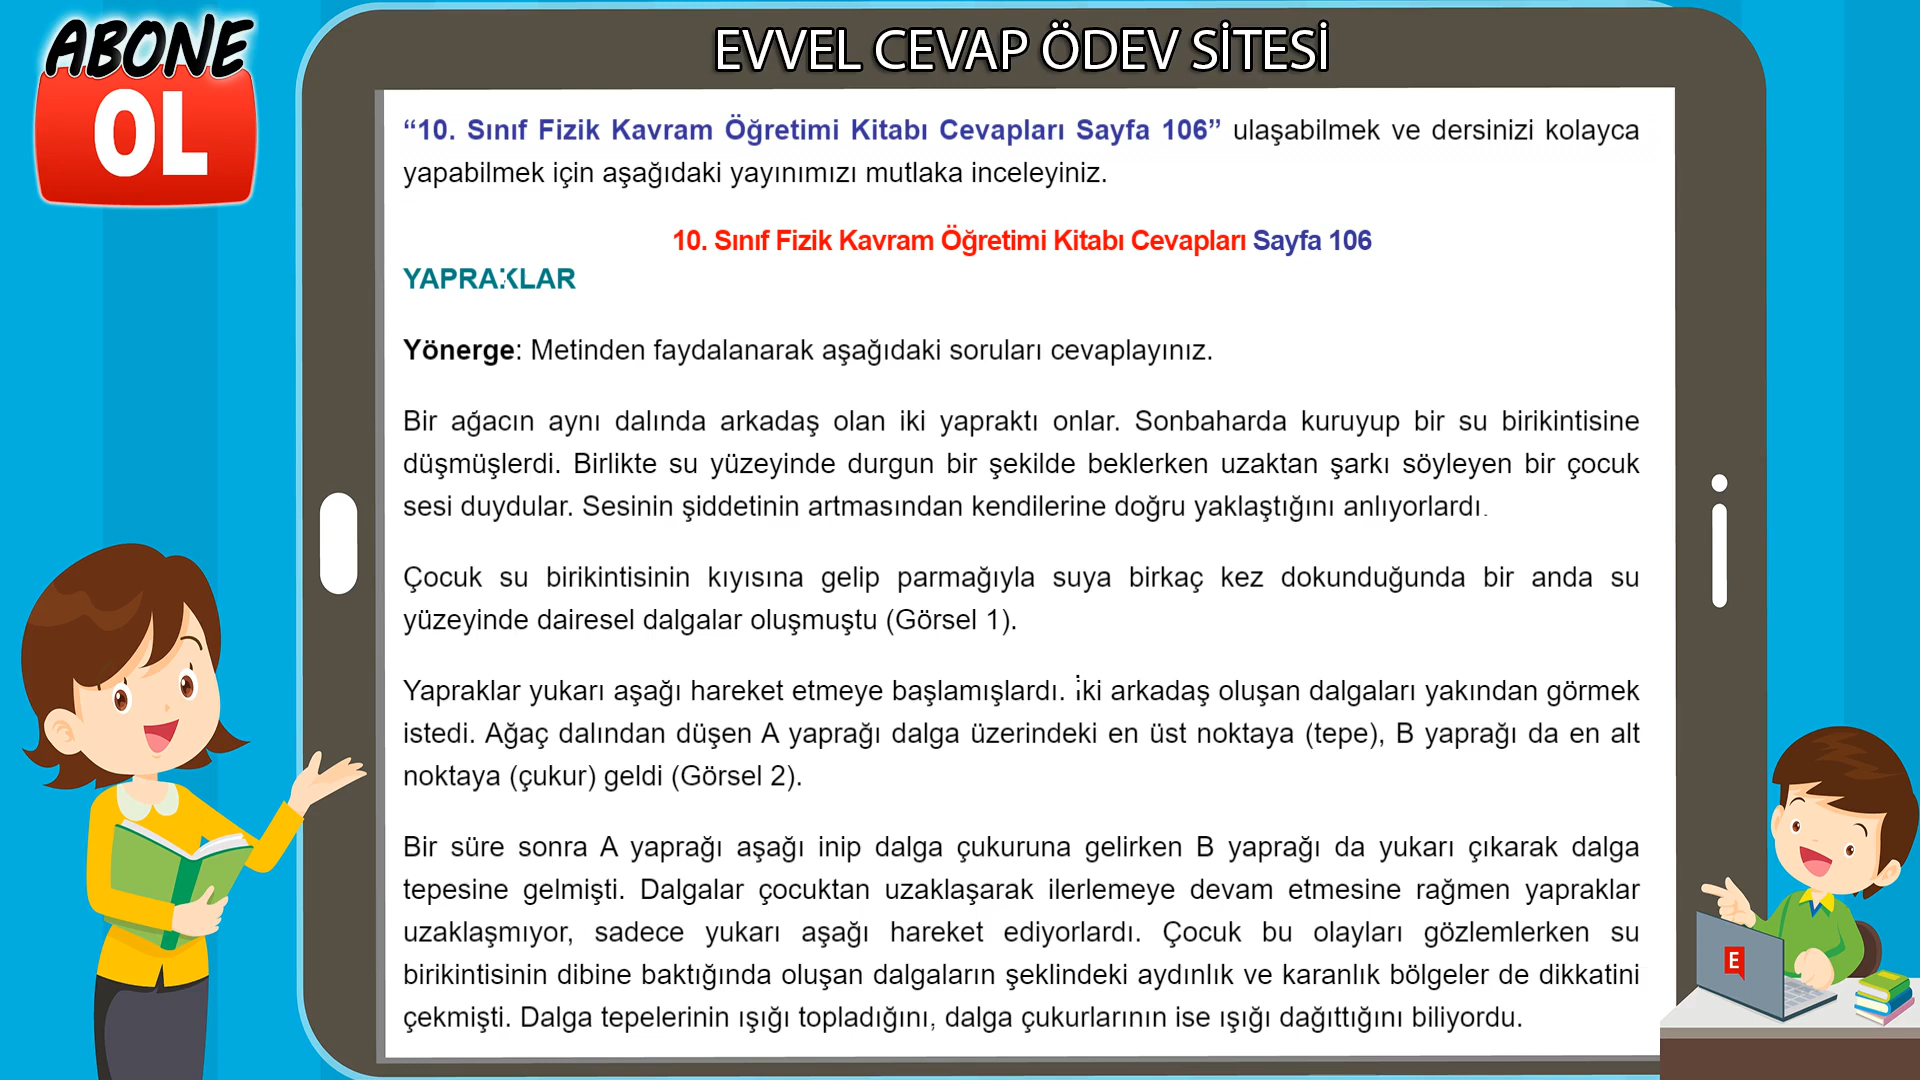 ABONE
OL
EVVEL CEVAP ÖDEV SİTESİ
“10. Sınıf Fizik Kavram Öğretimi Kitabı Cevapları Sayfa 106” ulaşabilmek ve dersinizi kolayca
yapabilmek için aşağıdaki yayınımızı mutlaka inceleyiniz.
10. Sınıf Fizik Kavram Öğretimi Kitabı Cevapları Sayfa 106
YAPRAKLAR
Yönerge: Metinden faydalanarak aşağıdaki soruları cevaplayınız.
Bir ağacın aynı dalında arkadaş olan iki yapraktı onlar. Sonbaharda kuruyup bir su birikintisine
düşmüşlerdi. Birlikte su yüzeyinde durgun bir şekilde beklerken uzaktan şarkı söyleyen bir çocuk
sesi duydular. Sesinin şiddetinin artmasından kendilerine doğru yaklaştığını anlıyorlardı.
Çocuk su birikintisinin kıyısına gelip parmağıyla suya birkaç kez dokunduğunda bir anda su
yüzeyinde dairesel dalgalar oluşmuştu (Görsel 1).
Yapraklar yukarı aşağı hareket etmeye başlamışlardı. İki arkadaş oluşan dalgaları yakından görmek
istedi. Ağaç dalından düşen A yaprağı dalga üzerindeki en üst noktaya (tepe), B yaprağı da en alt
noktaya (çukur) geldi (Görsel 2).
Bir süre sonra A yaprağı aşağı inip dalga çukuruna gelirken B yaprağı da yukarı çıkarak dalga
tepesine gelmişti. Dalgalar çocuktan uzaklaşarak ilerlemeye devam etmesine rağmen yapraklar
uzaklaşmıyor, sadece yukarı aşağı hareket ediyorlardı. Çocuk bu olayları gözlemlerken su
birikintisinin dibine baktığında oluşan dalgaların şeklindeki aydınlık ve karanlık bölgeler de dikkatini
çekmişti. Dalga tepelerinin ışığı topladığını, dalga çukurlarının ise ışığı dağıttığını biliyordu.
E